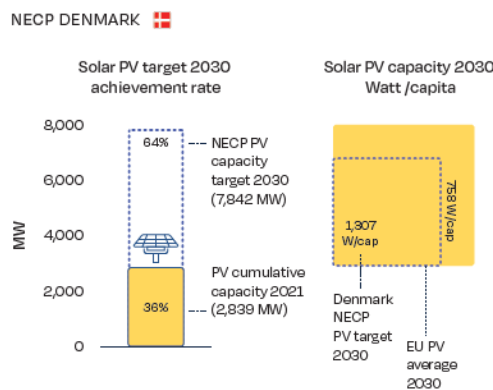 NECP DENMARK
Solar PV target 2030
achievement rate
MW
8,000
6,000
4,000
2,000
0
64%
36%
NECP PV
capacity
target 2030
(7,842 MW)
PV cumulative
capacity 2021
(2,839 MW)
Solar PV capacity 2030
Watt /capita
1,307
W/cap
758 W/cap
Denmark
NECP
PV target
2030
EU PV
average
2030